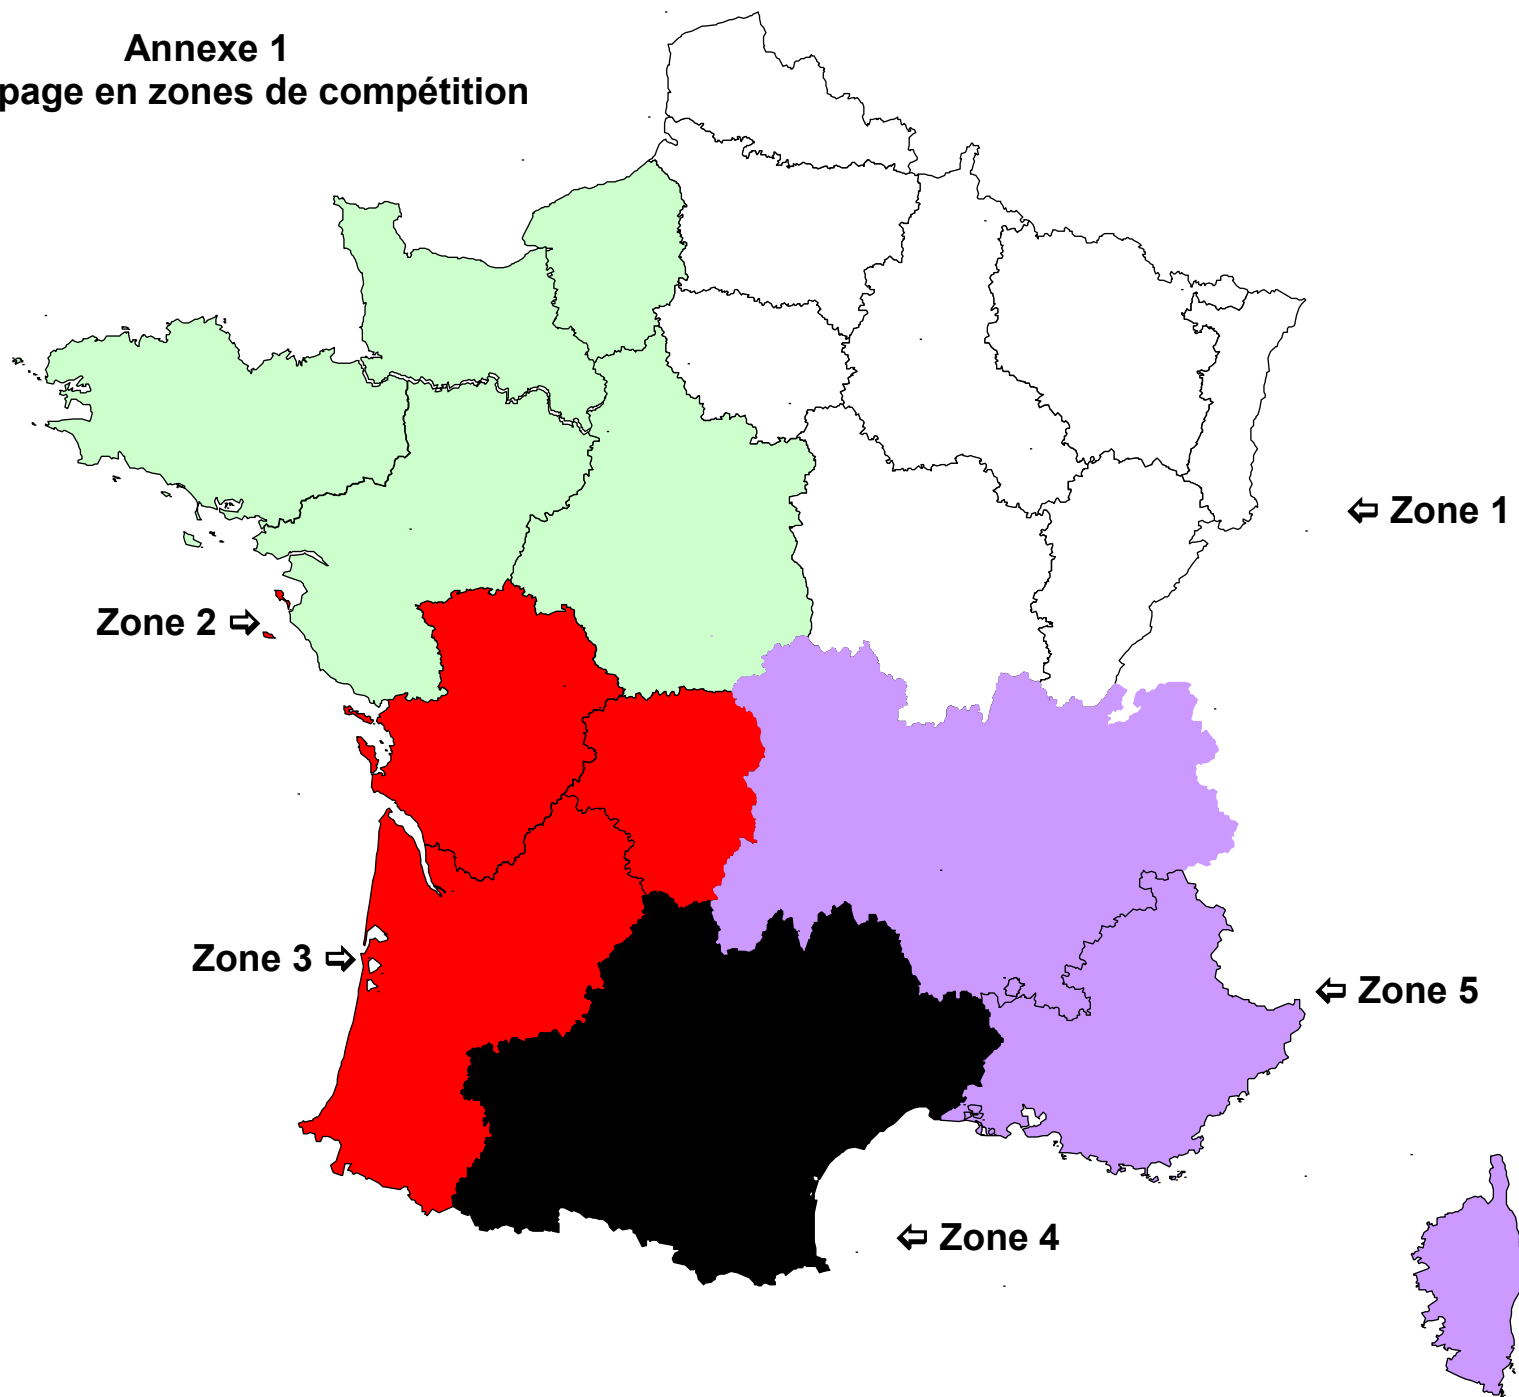 Annexe 1
page en zones de compétition
⇦ Zone 1
Zone 2 ⇨
Zone 3 ⇨
⇦ Zone 5
⇦ Zone 4